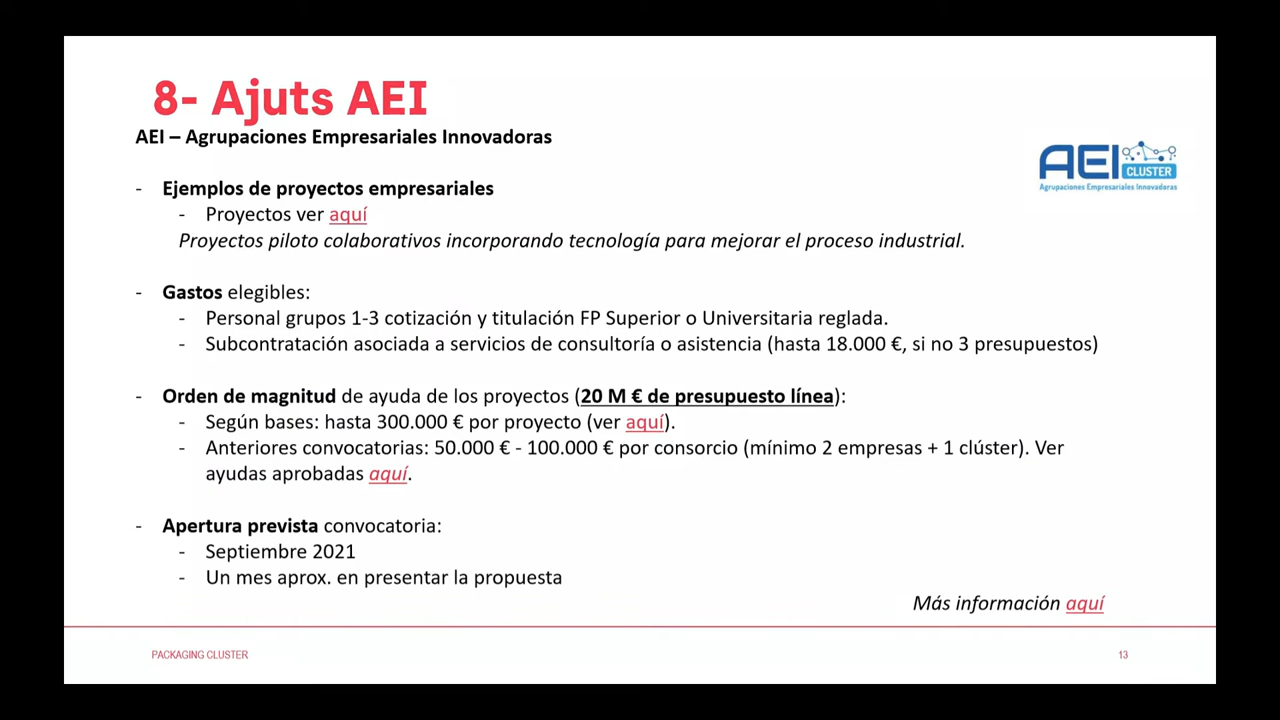 8- Ajuts AEI
AEI – Agrupaciones Empresariales Innovadoras
AEI CLUSTER
Agrupaciones Empresariales Innovadoras
- Ejemplos de proyectos empresariales
- Proyectos ver aquí
Proyectos piloto colaborativos incorporando tecnología para mejorar el proceso industrial.
- Gastos elegibles:
- Personal grupos 1-3 cotización y titulación FP Superior o Universitaria reglada.
- Subcontratación asociada a servicios de consultoría o asistencia (hasta 18.000 €, si no 3 presupuestos)
- Orden de magnitud de ayuda de los proyectos (20 M € de presupuesto línea):
- Según bases: hasta 300.000 € por proyecto (ver aquí).
- Anteriores convocatorias: 50.000 € - 100.000 € por consorcio (mínimo 2 empresas + 1 clúster). Ver
ayudas aprobadas aquí.
- Apertura prevista convocatoria:
- Septiembre 2021
- Un mes aprox. en presentar la propuesta
Más información aquí
PACKAGING CLUSTER
13